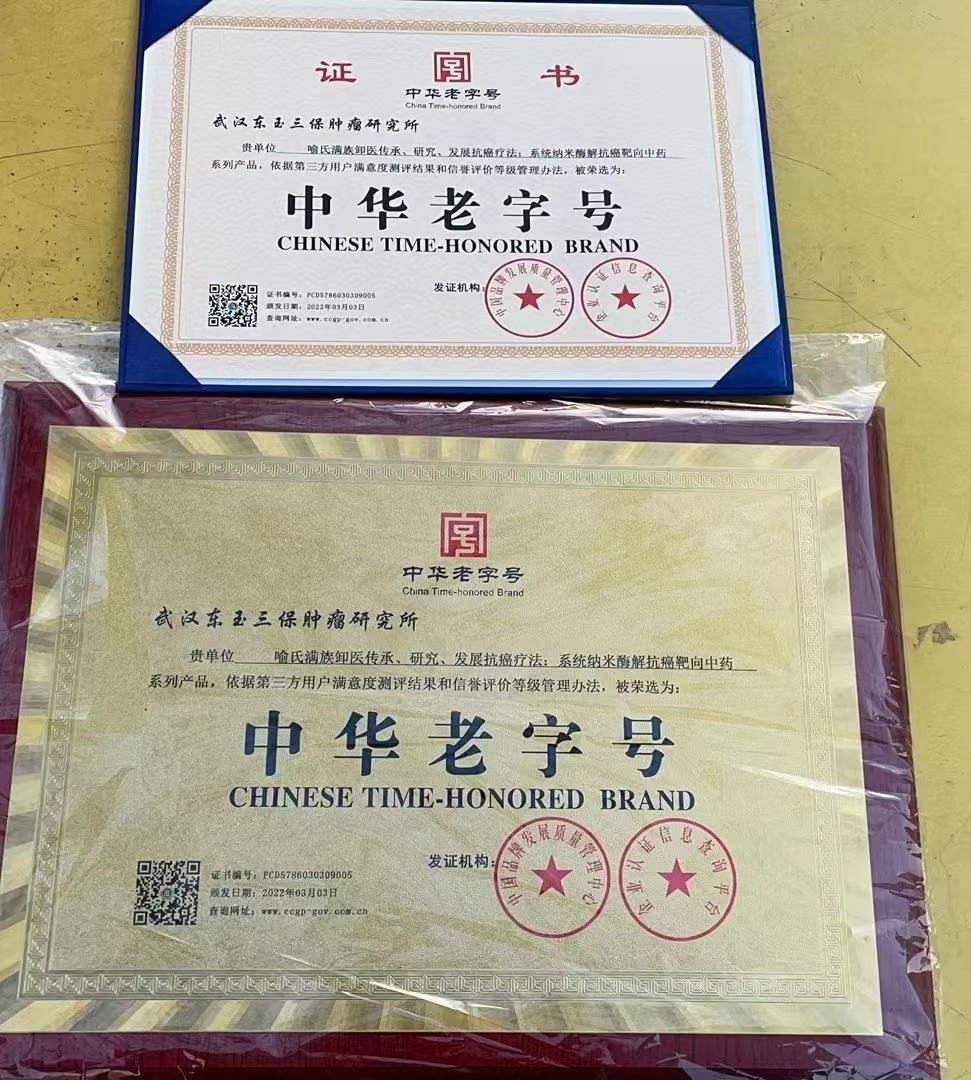 证 书
中华老字号
China Time-honored Brand
武汉东玉三保肿瘤研究所
贵单位 喻氏满族卸医传承、研究、发展抗癌疗法；系统纳米酶解抗癌靶向中药
系列产品，依据第三方用户满意度测评结果和信誉评价等级管理办法，被荣选为：
中华老字号
CHINESE TIME-HONORED BRAND
发证机构：
中国品牌发展质量管理中心
企业认证信息查询平台
证书编号：PCD5786030309005
颁发日期：2022年03月03日
查询网址：www.ccgp-gov.com.cn
中华老字号
China Time-honored Brand
武汉东玉三保肿瘤研究所
贵单位 喻氏满族卸医传承、研究、发展抗癌疗法；系统纳米酶解抗癌靶向中药
系列产品，依据第三方用户满意度测评结果和信誉评价等级管理办法，被荣选为：
中华老字号
CHINESE TIME-HONORED BRAND
发证机构：
中国品牌发展质量管理中心
企业认证信息查询平台
证书编号：PCD5786030309005
颁发日期：2022年03月03日
查询网址：www.ccgp-gov.com.cn